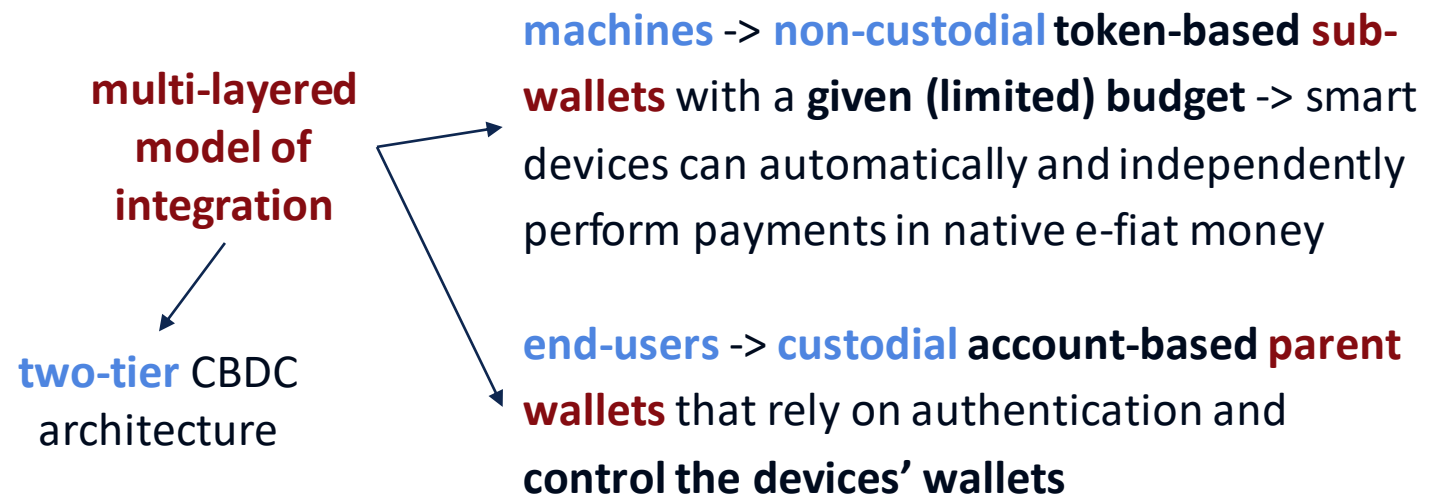 multi-layered
model of
integration
two-tier CBDC
architecture
machines -> non-custodial token-based sub-
wallets with a given (limited) budget -> smart
devices can automatically and independently
perform payments in native e-fiat money
end-users -> custodial account-based parent
wallets that rely on authentication and
control the devices’ wallets